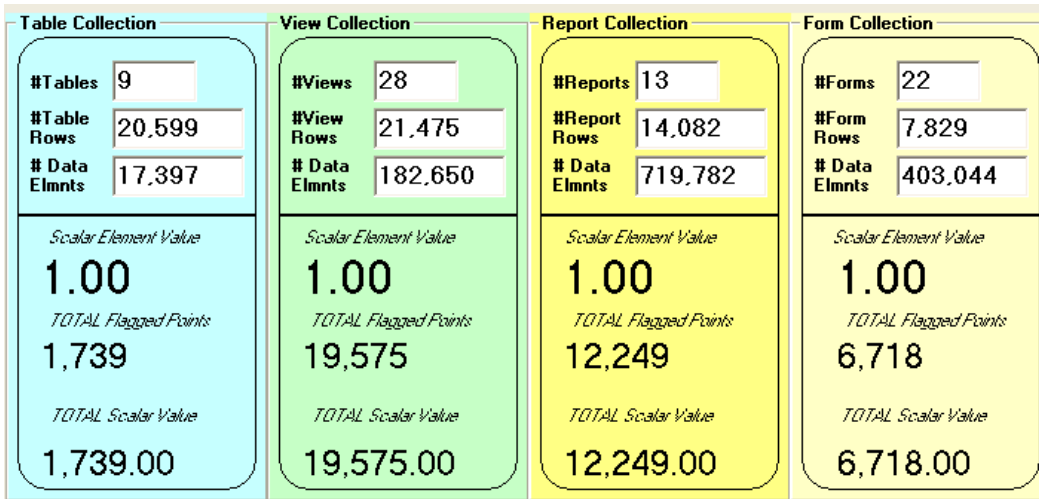 Table Collection
#Tables 9
#Table Rows 20,599
# Data Elmnts 17,397
Scalar Element Value
1.00
TOTAL Flagged Points
1,739
TOTAL Scalar Value
1,739.00
View Collection
#Views 28
#View Rows 21,475
# Data Elmnts 182,650
Scalar Element Value
1.00
TOTAL Flagged Points
19,575
TOTAL Scalar Value
19,575.00
Report Collection
#Reports 13
#Report Rows 14,082
# Data Elmnts 719,782
Scalar Element Value
1.00
TOTAL Flagged Points
12,249
TOTAL Scalar Value
12,249.00
Form Collection
#Forms 22
#Form Rows 7,829
# Data Elmnts 403,044
Scalar Element Value
1.00
TOTAL Flagged Points
6,718
TOTAL Scalar Value
6,718.00